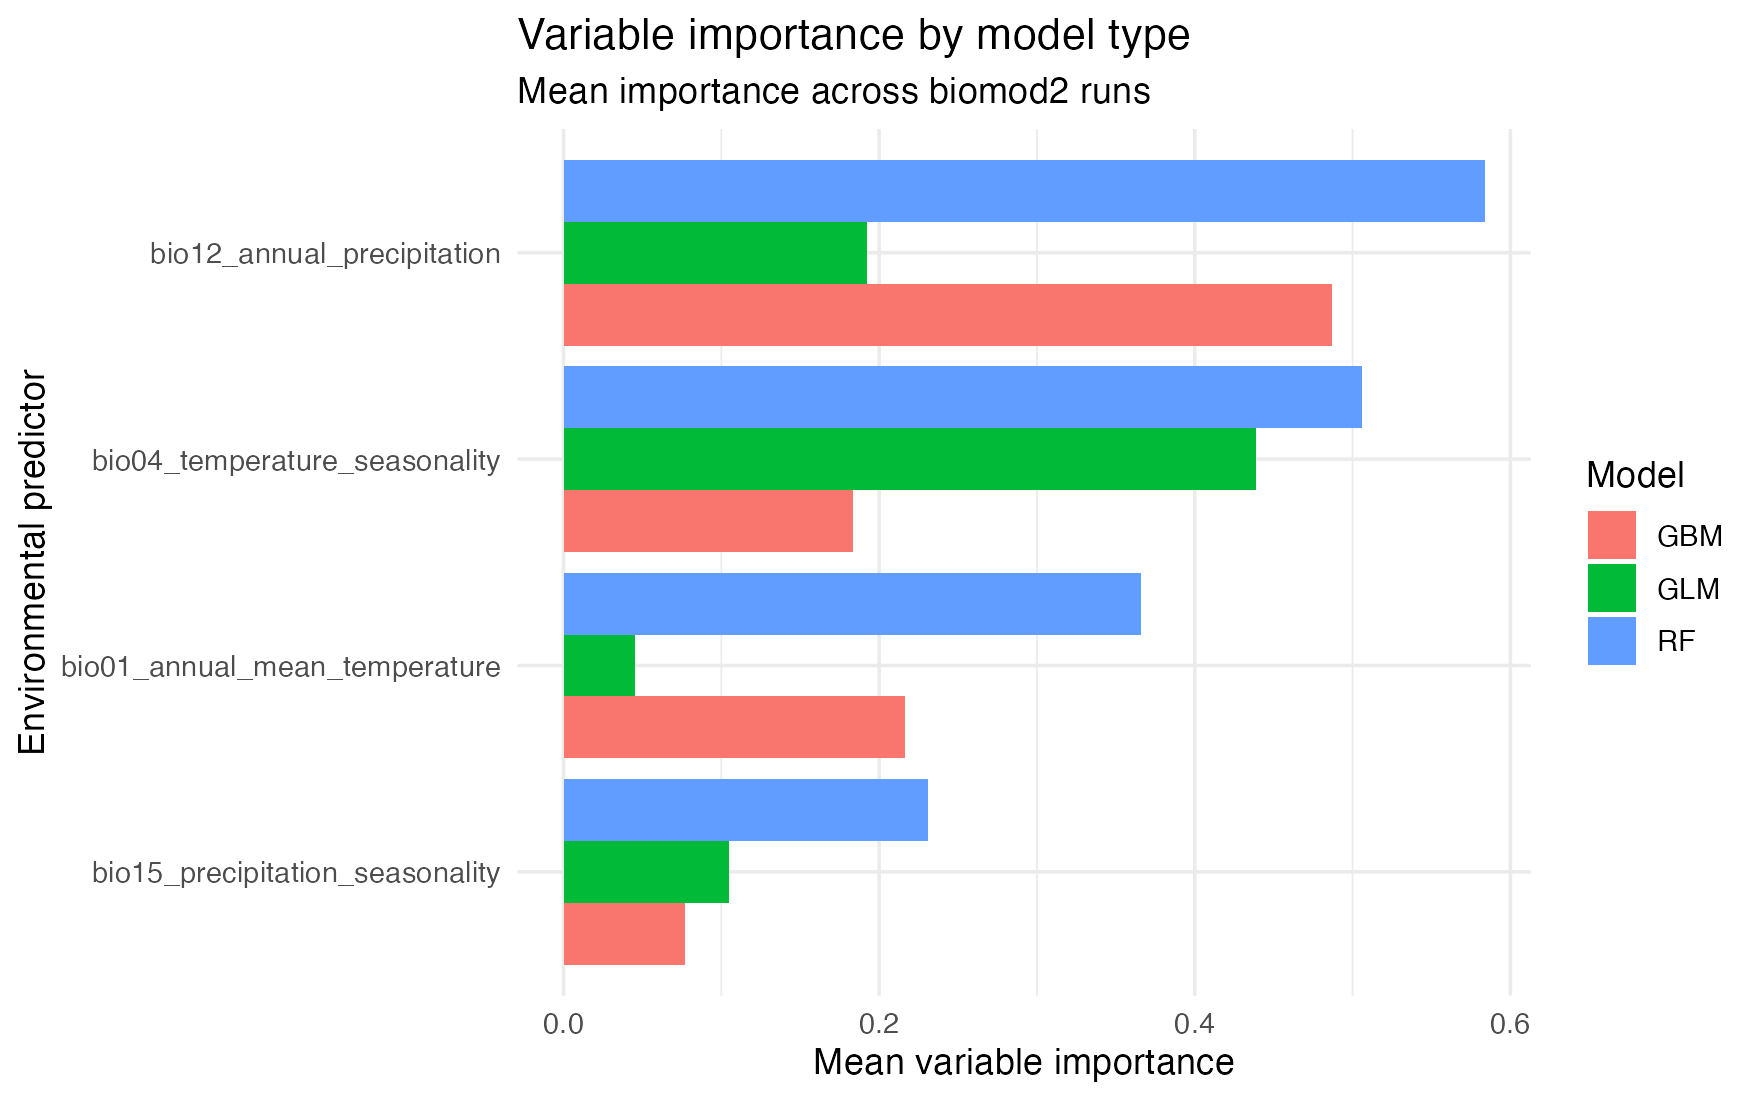 Variable importance by model type
Mean importance across biomod2 runs
Environmental predictor
bio12_annual_precipitation
bio04_temperature_seasonality
bio01_annual_mean_temperature
bio15_precipitation_seasonality
0.0 0.2 0.4 0.6
Mean variable importance
Model
GBM
GLM
RF